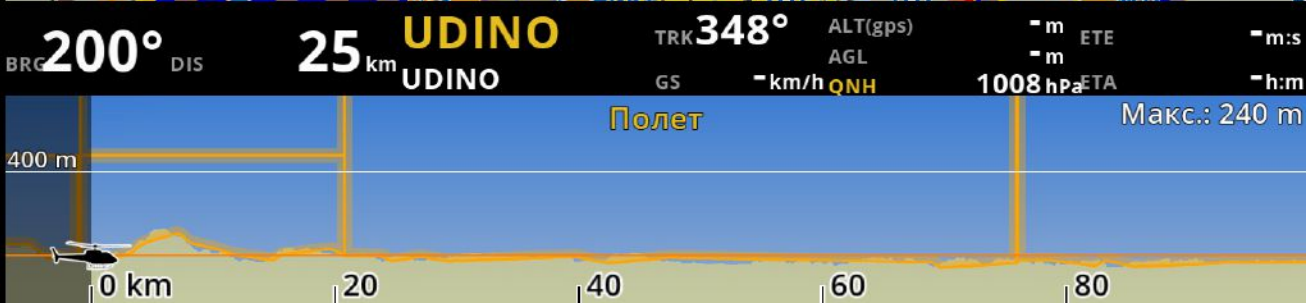 BRG 200° DIS 25 km UDINO
UDINO
TRK 348°
GS - km/h
ALT(gps) - m
AGL - m
QNH 1008 hPa
ETE - m:s
ETA - h:m
Полет
Макс.: 240 m
400 m
0 km 20 40 60 80